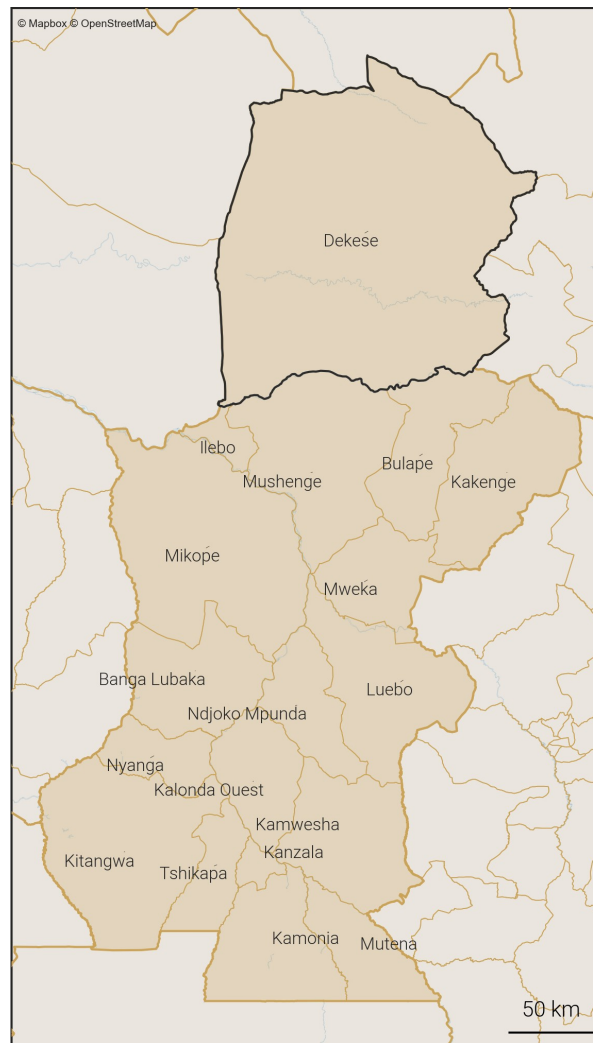 © Mapbox © OpenStreetMap
Dekese
Ilebo
Mushenge
Bulape
Kakenge
Mikope
Mweka
Banga Lubaka
Luebo
Ndjoko Mpunda
Nyanga
Kalonda Ouest
Kamwesha
Kanzala
Kitangwa
Tshikapa
Kamonia
Mutena
50 km